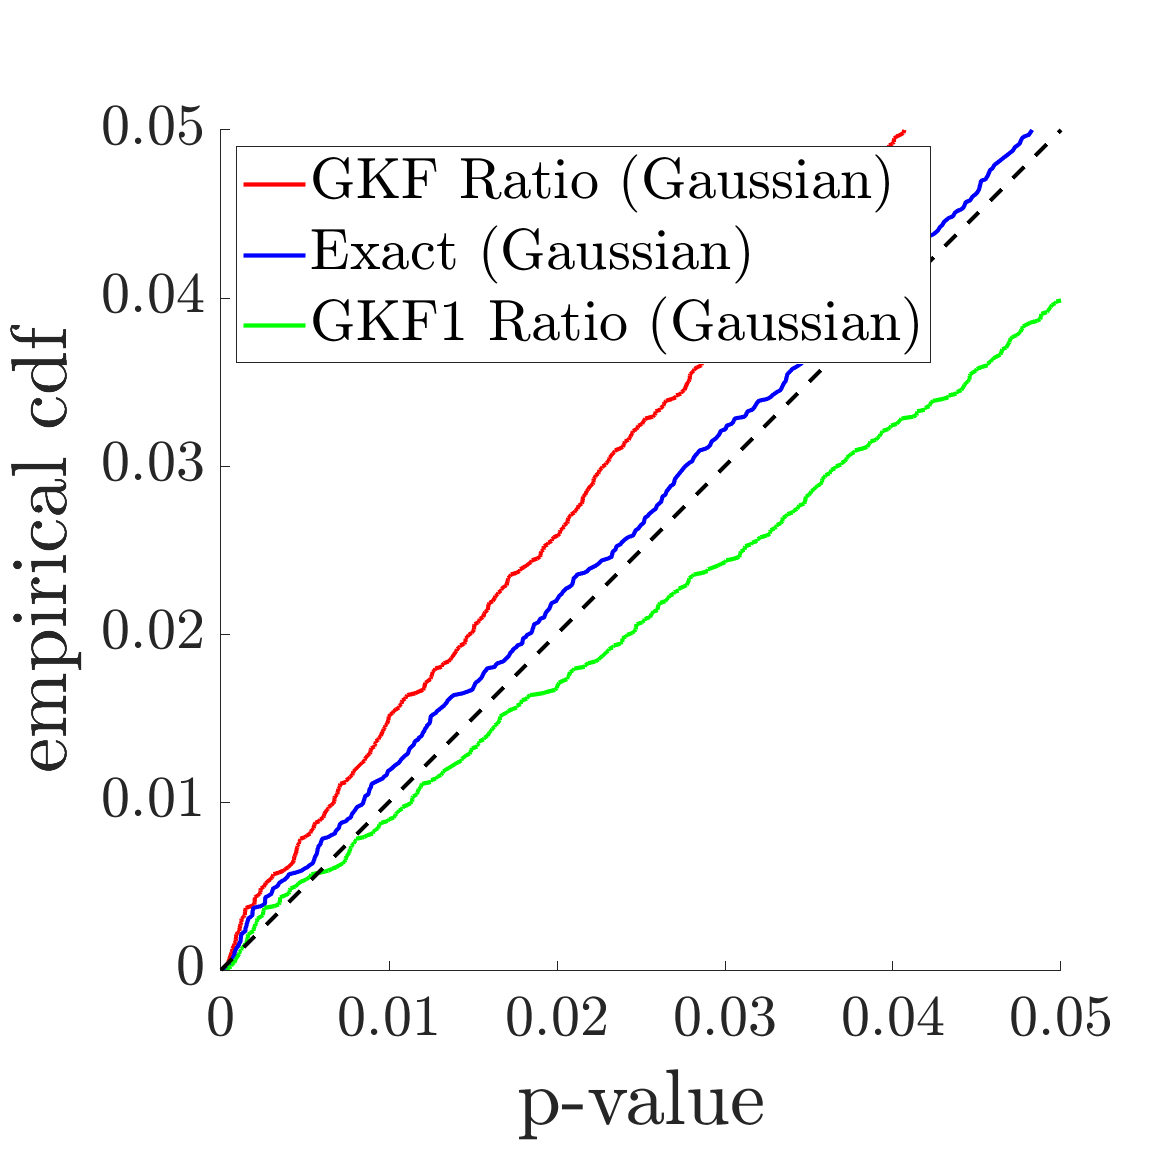 0.05
GKF Ratio (Gaussian)
Exact (Gaussian)
GKF1 Ratio (Gaussian)
0.04
0.03
0.02
0.01
0
empirical cdf
0 0.01 0.02 0.03 0.04 0.05
p-value